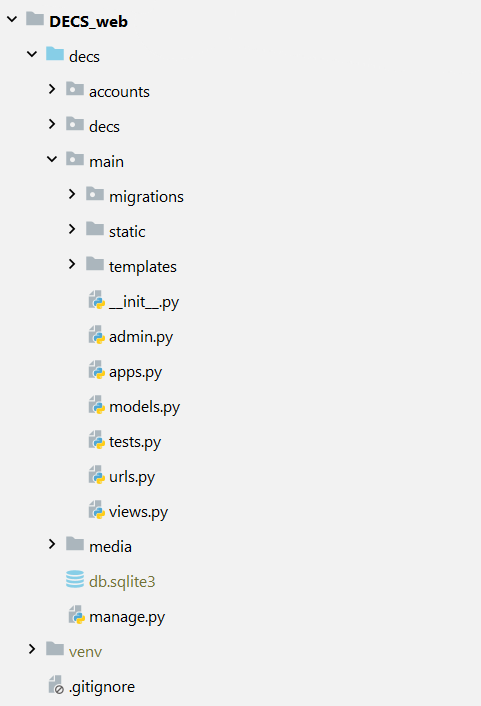 DECS_web
decs
accounts
decs
main
migrations
static
templates
__init__.py
admin.py
apps.py
models.py
tests.py
urls.py
views.py
media
db.sqlite3
manage.py
venv
.gitignore